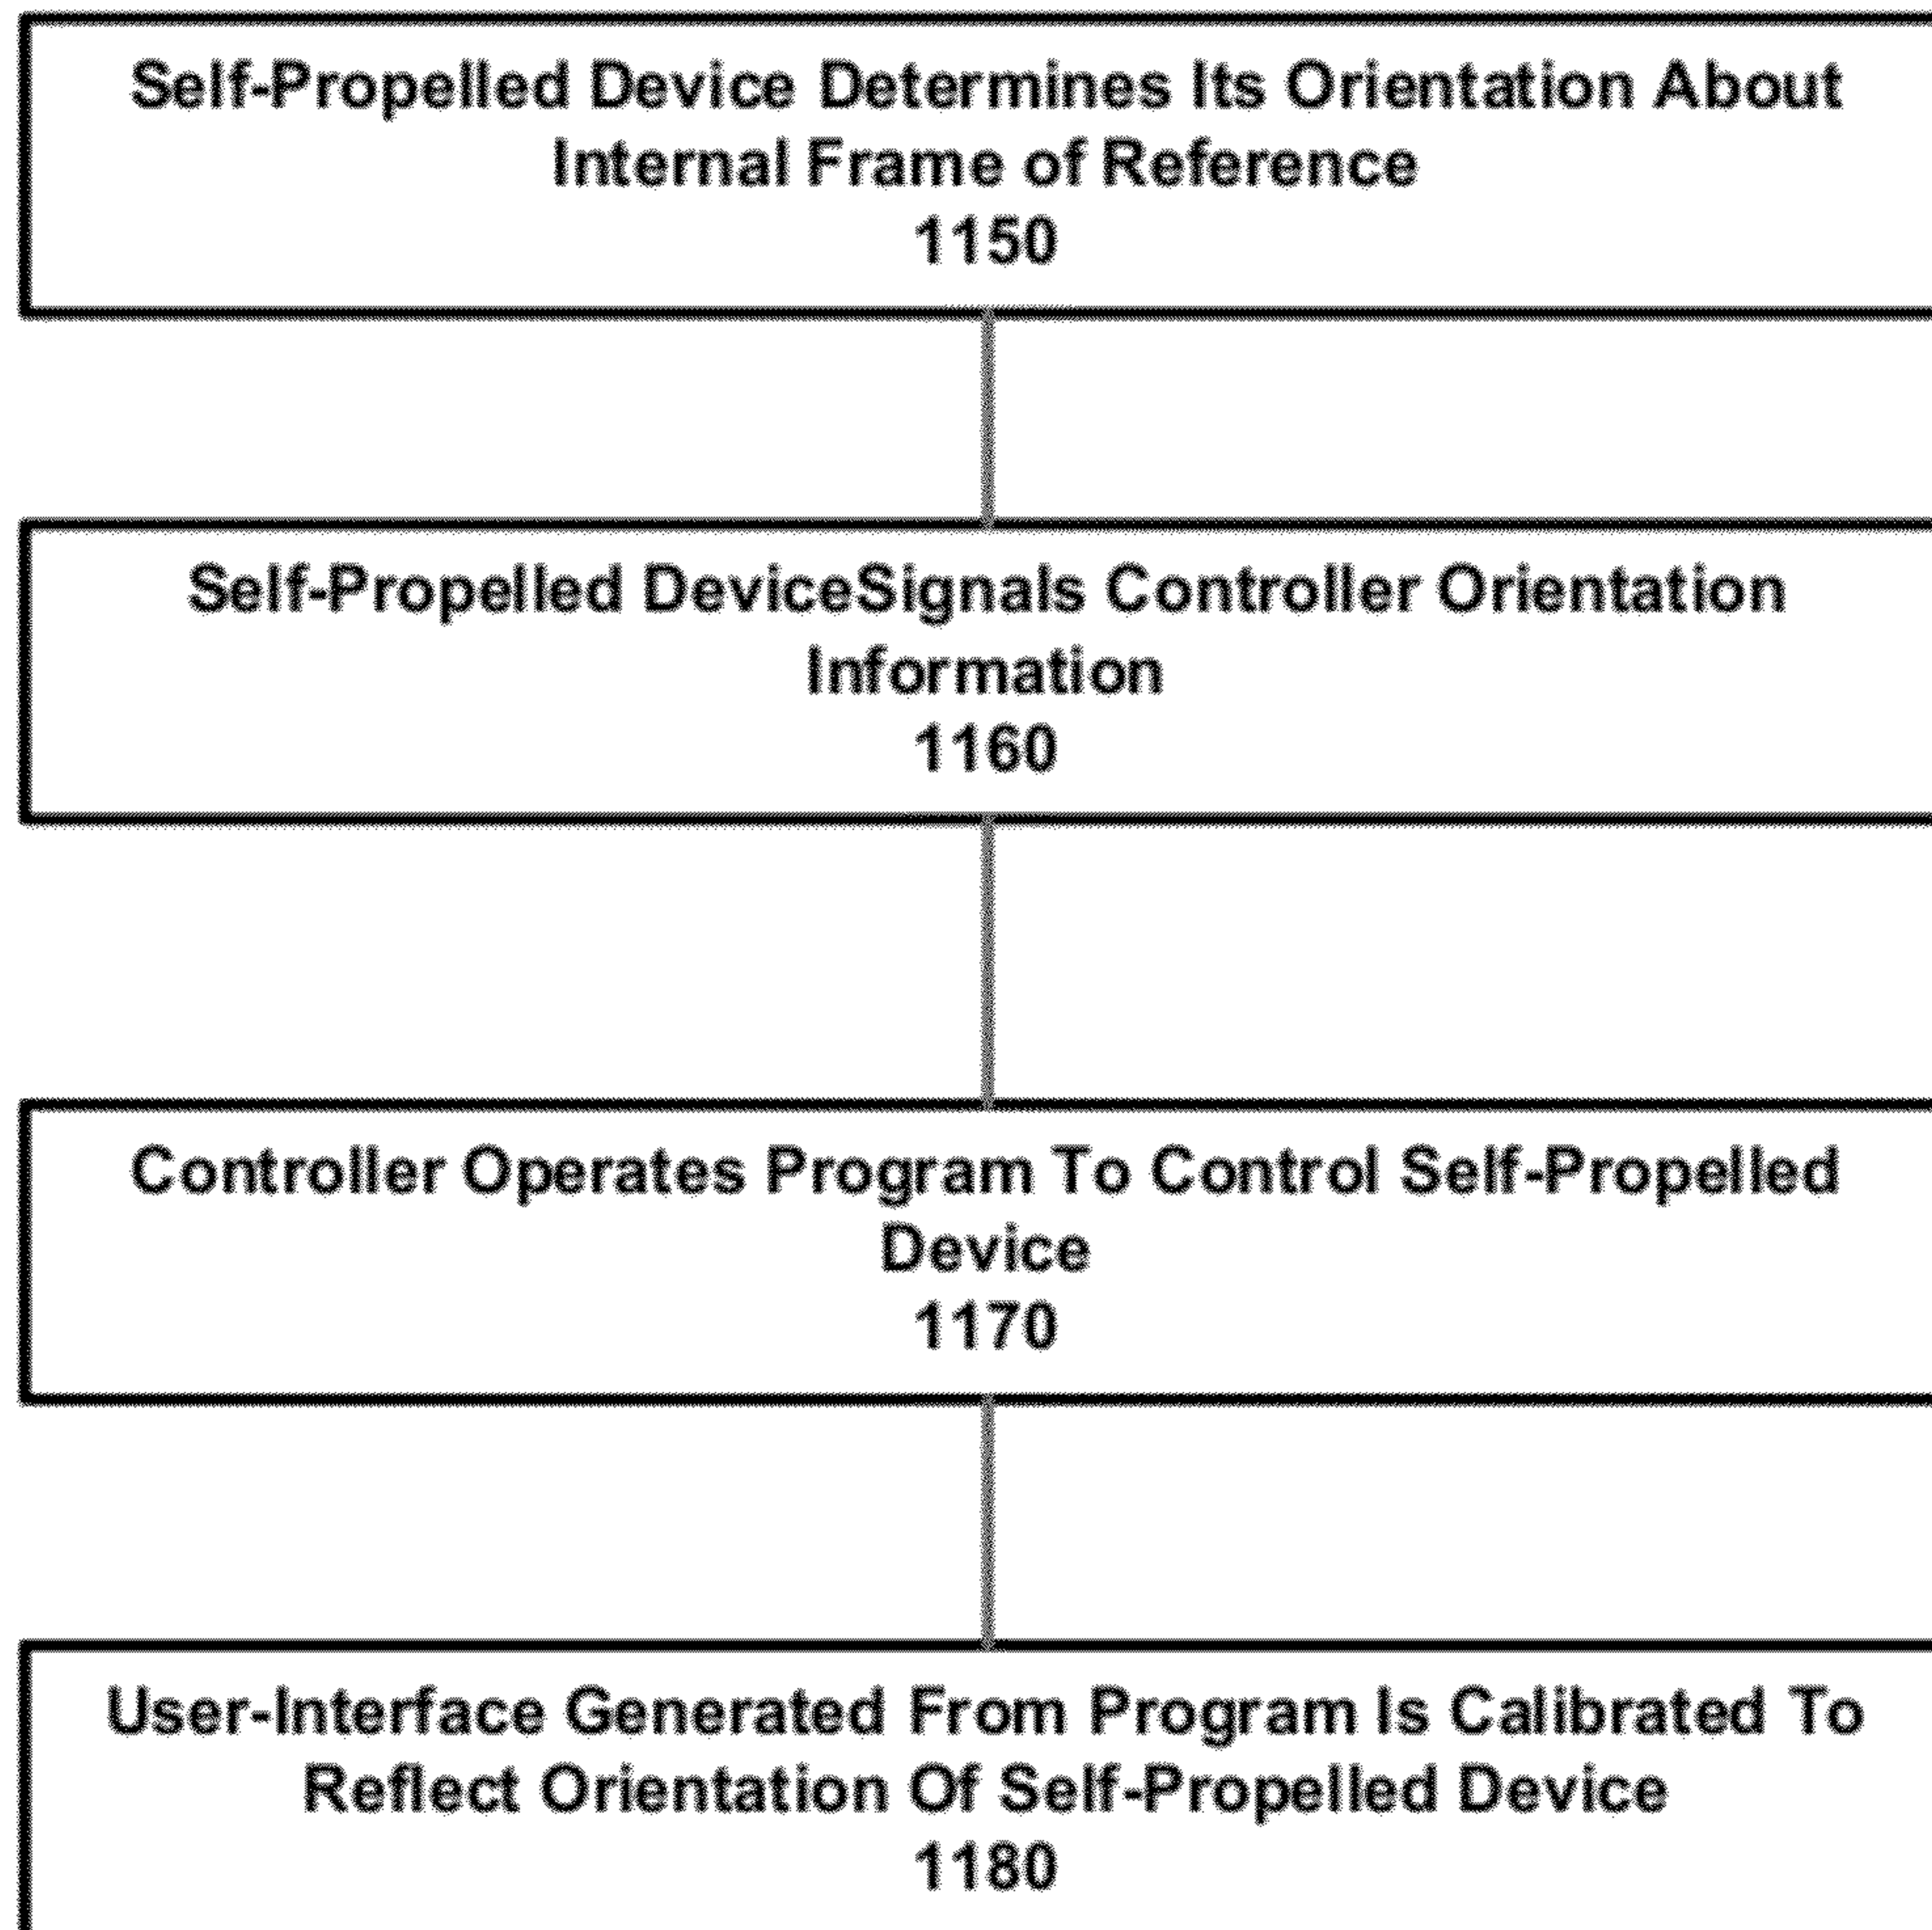 Self-Propelled Device Determines Its Orientation About
Internal Frame of Reference
1150
Self-Propelled DeviceSignals Controller Orientation
Information
1160
Controller Operates Program To Control Self-Propelled
Device
1170
User-Interface Generated From Program Is Calibrated To
Reflect Orientation Of Self-Propelled Device
1180